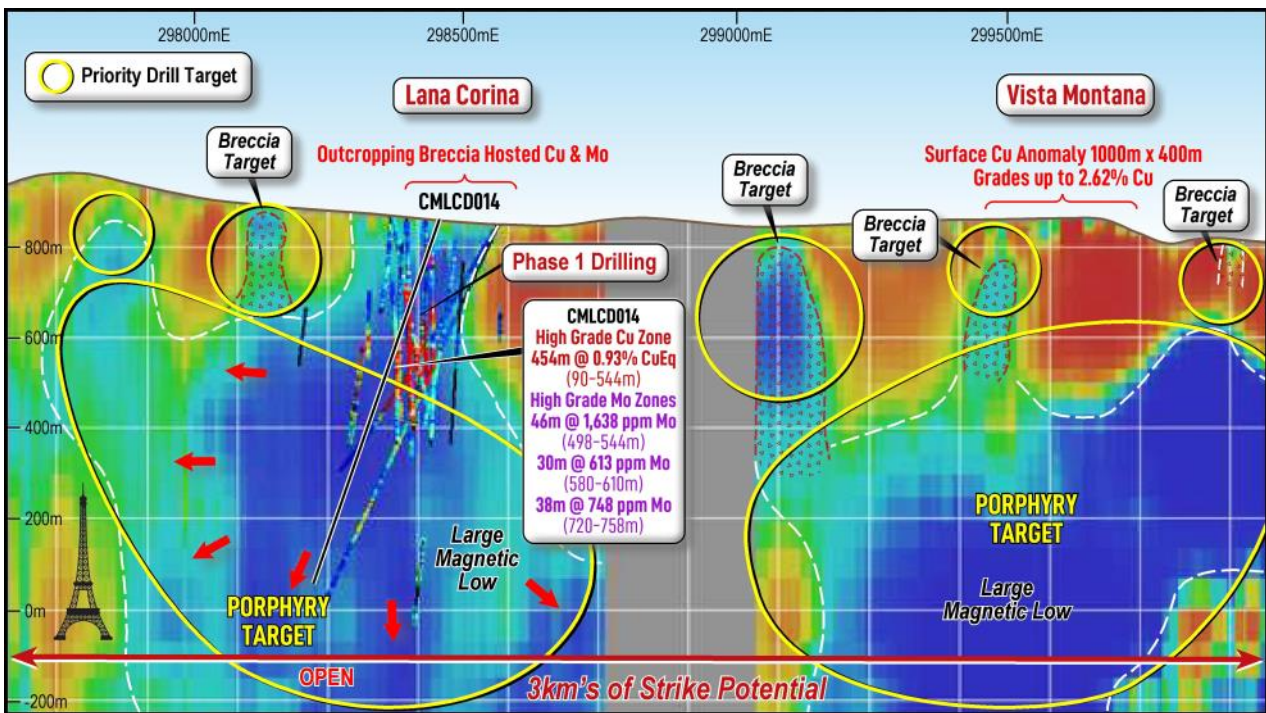 298000mE
298500mE
299000mE
299500mE
Priority Drill Target
Lana Corina
Vista Montana
Breccia
Target
Outcropping Breccia Hosted Cu & Mo
CMLCD014
Breccia
Target
Surface Cu Anomaly 1000m x 400m
Grades up to 2.62% Cu
Breccia
Target
Breccia
Target
Phase 1 Drilling
CMLCD014
High Grade Cu Zone
454m @ 0.93% CuEq
(90-544m)
High Grade Mo Zones
46m @ 1,638 ppm Mo
(498-544m)
30m @ 613 ppm Mo
(580-610m)
38m @ 748 ppm Mo
(720-758m)
800m
600m
400m
200m
0m
-200m
Large
Magnetic
Low
PORPHYRY
TARGET
PORPHYRY
TARGET
Large
Magnetic Low
OPEN
3km's of Strike Potential